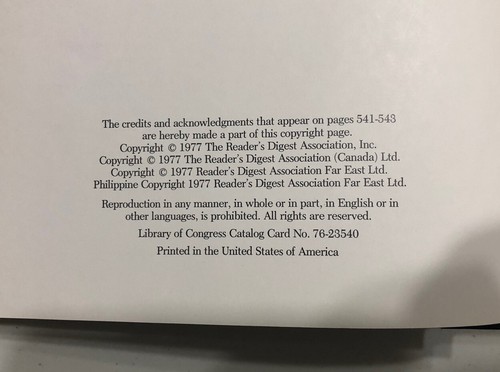 The credits and acknowledgments that appear on pages 541-543
are hereby made a part of this copyright page.
Copyright © 1977 The Reader's Digest Association, Inc.
Copyright © 1977 The Reader's Digest Association (Canada) Ltd.
Copyright © 1977 Reader's Digest Association Far East Ltd.
Philippine Copyright 1977 Reader's Digest Association Far East Ltd.
Reproduction in any manner, in whole or in part, in English or in
other languages, is prohibited. All rights are reserved.
Library of Congress Catalog Card No. 76-23540
Printed in the United States of America